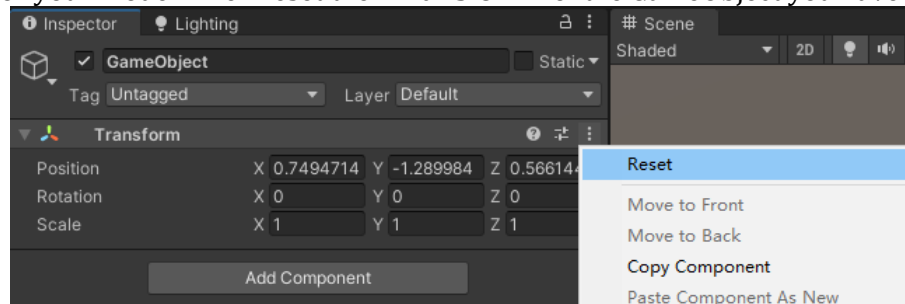 Inspector Lighting
# Scene
GameObject
Static
Shaded 2D
Tag Untagged Layer Default
Transform
Position X 0.7494714 Y -1.289984 Z 0.566144
Rotation X 0 Y 0 Z 0
Scale X 1 Y 1 Z 1
Add Component
Reset
Move to Front
Move to Back
Copy Component
Paste Component As New